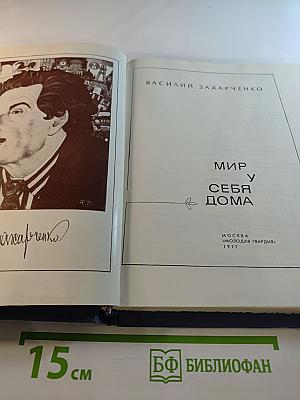 ВАСИЛИЙ ЗАХАРЧЕНКО
МИР
У
СЕБЯ
ДОМА
МОСКВА
«МОЛОДАЯ ГВАРДИЯ»
1977
15 см
БФ БИБЛИОФАН